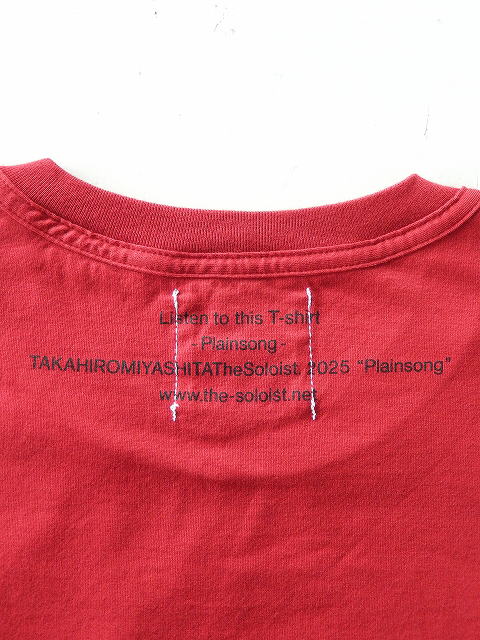 Listen to this T-shirt
- Plainsong -
TAKAHIROMIYASHITATheSoloist. 2025 “Plainsong”
www.the-soloist.net